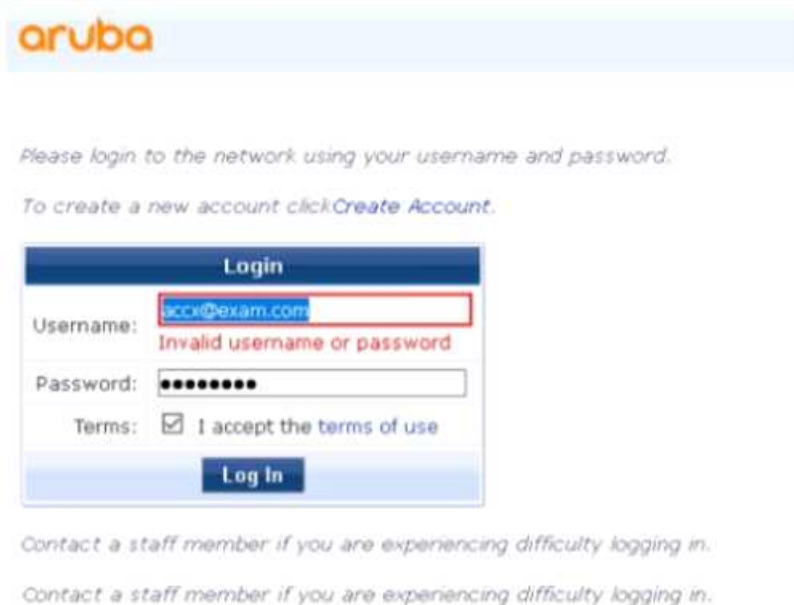 aruba
Please login to the network using your username and password.
To create a new account clickCreate Account.
Login
Username: accx@exam.com
Invalid username or password
Password: ●●●●●●●●
Terms: I accept the terms of use
Log In
Contact a staff member if you are experiencing difficulty logging in.
Contact a staff member if you are experiencing difficulty logging in.